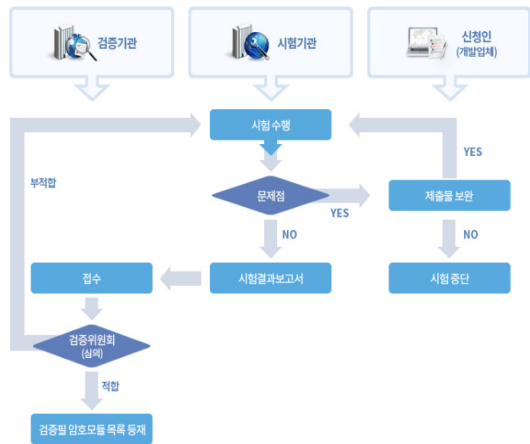 검증기관
시험기관
신청인
(개발업체)
시험 수행
YES
부적합
문제점
YES
제출물 보완
NO
NO
접수
시험결과보고서
시험 중단
검증위원회
(심의)
적합
검증필 암호모듈 목록 등재